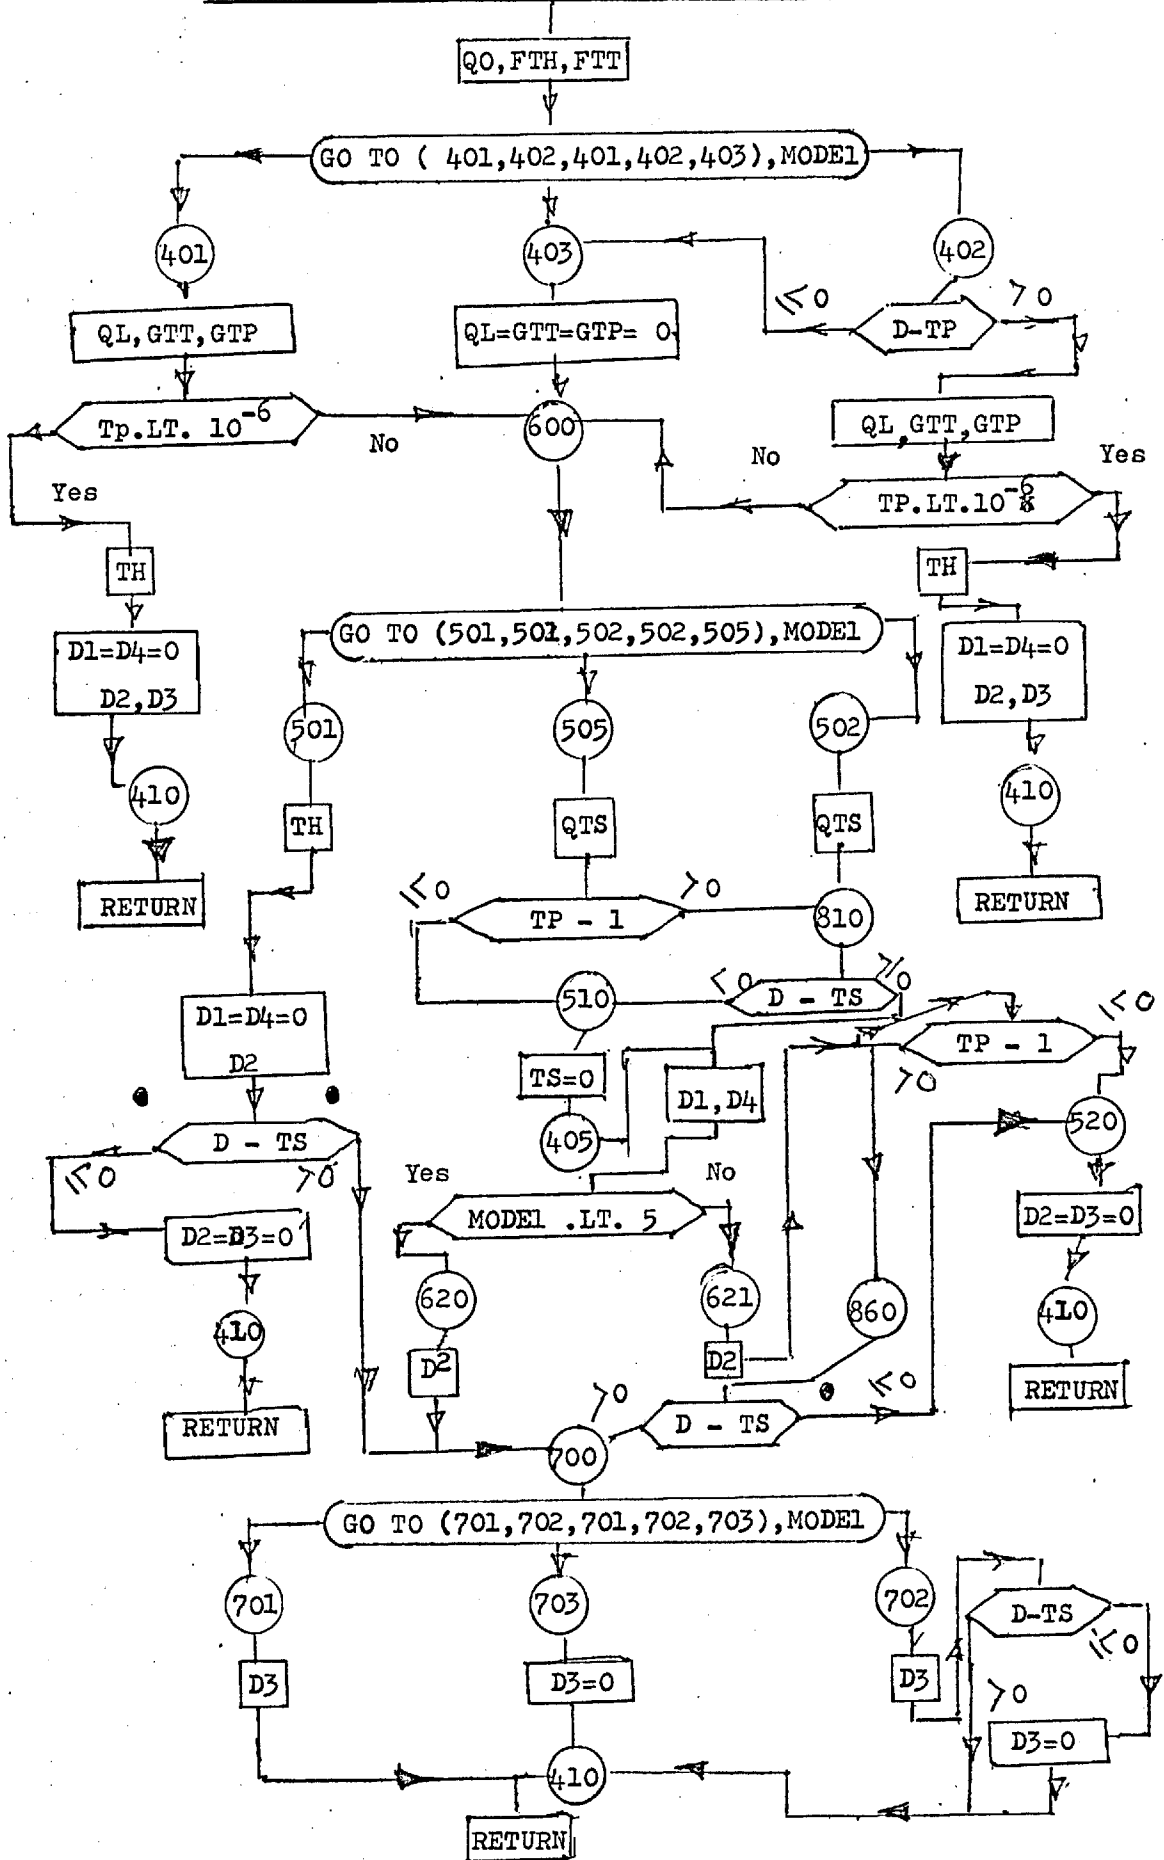 QO,FTH,FTT
GO TO ( 401,402,401,402,403),MODEl
401
403
402
≤0
>0
QL,GTT,GTP
QL=GTT=GTP= 0
D-TP
Tp.LT. 10-6
No
600
QL,GTT,GTP
No
Yes
Yes
TP.LT.10-6
TH
TH
GO TO (501,501,502,502,505),MODEl
D1=D4=0
D2,D3
D1=D4=0
D2,D3
501
505
502
410
410
TH
QTS
QTS
RETURN
≤0
>0
TP - 1
810
RETURN
<0
≥0
510
D - TS
≤0
D1=D4=0
D2
TP - 1
TS=0
D1,D4
>0
405
520
D - TS
≤0
>0
Yes
No
D2=D3=0
MODEl .LT. 5
D2=D3=0
410
620
621
860
410
D2
D2
RETURN
RETURN
>0
D - TS
≤0
700
GO TO (701,702,701,702,703),MODEl
701
703
702
D-TS
≤0
D3
D3=0
D3
>0
D3=0
410
RETURN